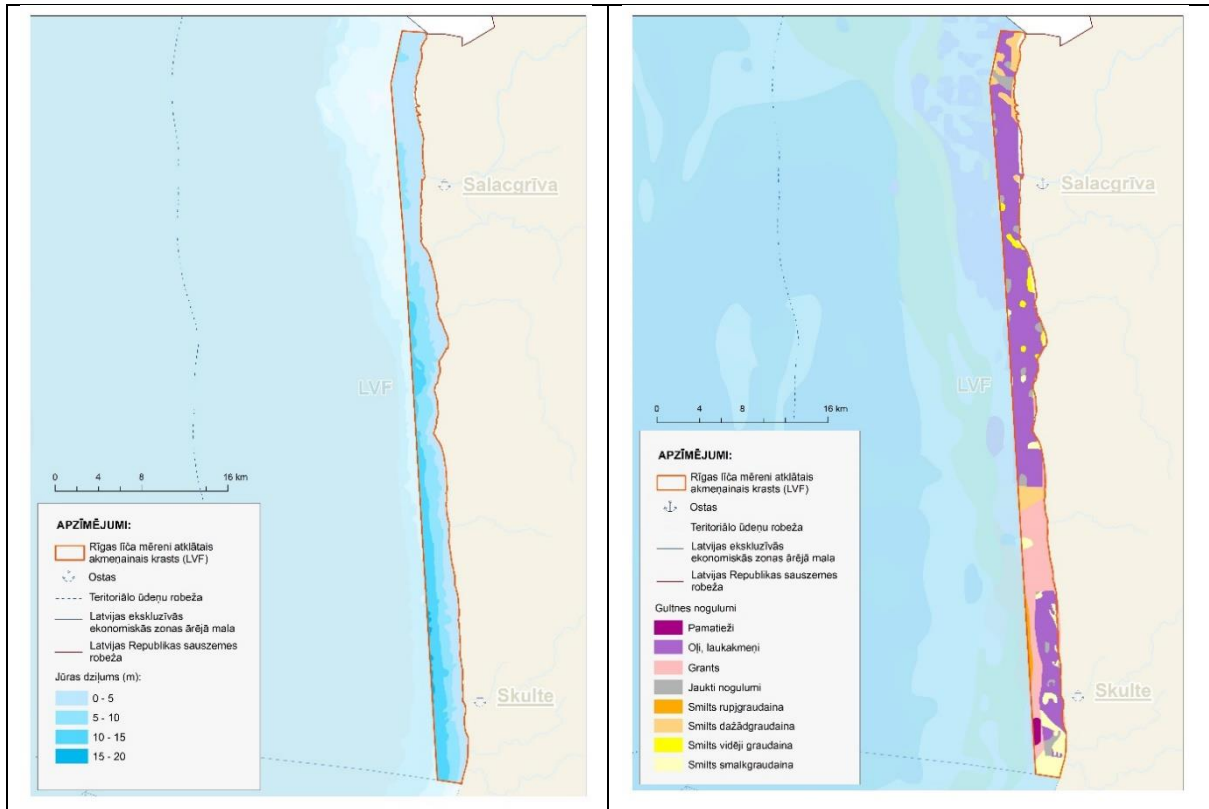 Salacgrīva
LVF
0 4 8 16 km
APZĪMĒJUMI:
Rīgas līča mēreni atklātais
akmeņainais krasts (LVF)
Ostas
Teritoriālo ūdeņu robeža
Latvijas ekskluzīvās
ekonomiskās zonas ārējā mala
Latvijas Republikas sauszemes
robeža
Jūras dziļums (m):
0 - 5
5 - 10
10 - 15
15 - 20
Skulte
Salacgrīva
LVF
0 4 8 16 km
APZĪMĒJUMI:
Rīgas līča mēreni atklātais
akmeņainais krasts (LVF)
Ostas
Teritoriālo ūdeņu robeža
Latvijas ekskluzīvās
ekonomiskās zonas ārējā mala
Latvijas Republikas sauszemes
robeža
Gultnes nogulumi
Pamatieži
Oļi, laukakmeņi
Grants
Jaukti nogulumi
Smilts rupjgraudaina
Smilts dažādgraudaina
Smilts vidēji graudaina
Smilts smalkgraudaina
Skulte